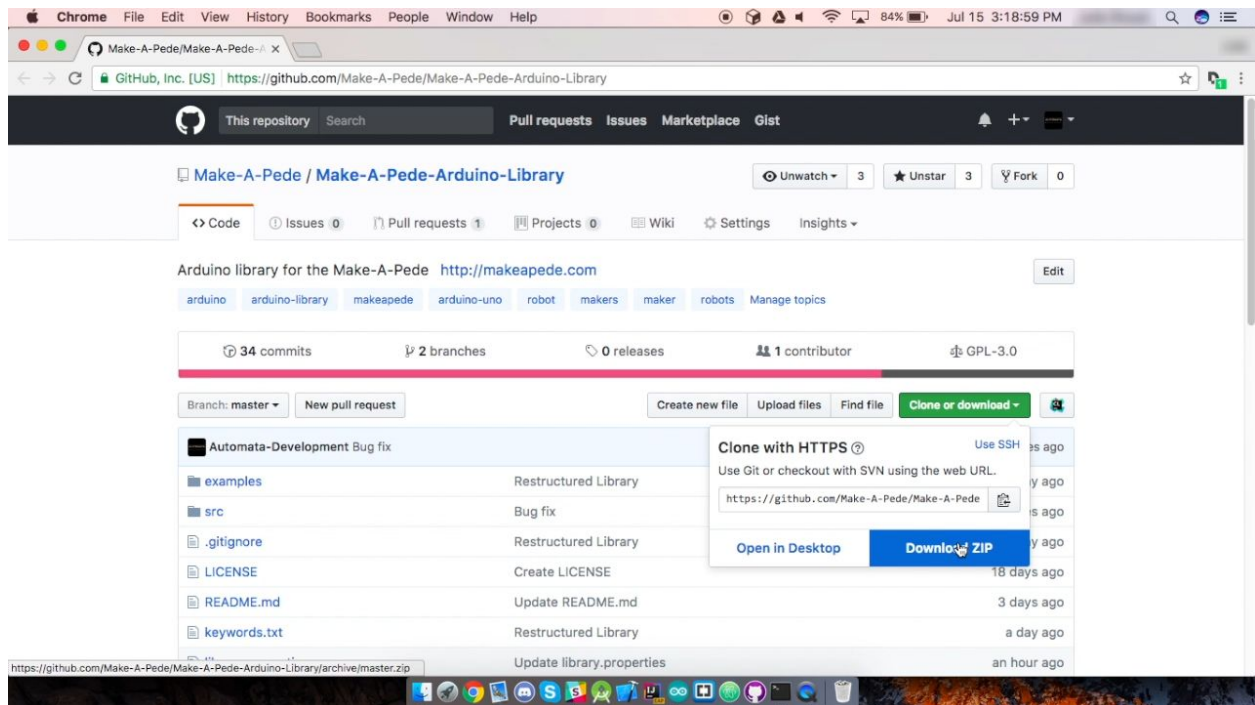 Chrome File Edit View History Bookmarks People Window Help 84% Jul 15 3:18:59 PM
Make-A-Pede/Make-A-Pede-A
GitHub, Inc. [US] https://github.com/Make-A-Pede/Make-A-Pede-Arduino-Library 1
This repository Search Pull requests Issues Marketplace Gist
Make-A-Pede / Make-A-Pede-Arduino-Library Unwatch 3 Unstar 3 Fork 0
Code Issues 0 Pull requests 1 Projects 0 Wiki Settings Insights
Arduino library for the Make-A-Pede http://makeapede.com Edit
arduino arduino-library makeapede arduino-uno robot makers maker robots Manage topics
34 commits 2 branches 0 releases 1 contributor GPL-3.0
Branch: master New pull request Create new file Upload files Find file Clone or download
Automata-Development Bug fix ago
Clone with HTTPS Use SSH
Use Git or checkout with SVN using the web URL.
https://github.com/Make-A-Pede/Make-A-Pede
Open in Desktop Download ZIP
examples Restructured Library ago
src Bug fix ago
.gitignore Restructured Library ago
LICENSE Create LICENSE 18 days ago
README.md Update README.md 3 days ago
keywords.txt Restructured Library a day ago
Update library.properties an hour ago
https://github.com/Make-A-Pede/Make-A-Pede-Arduino-Library/archive/master.zip